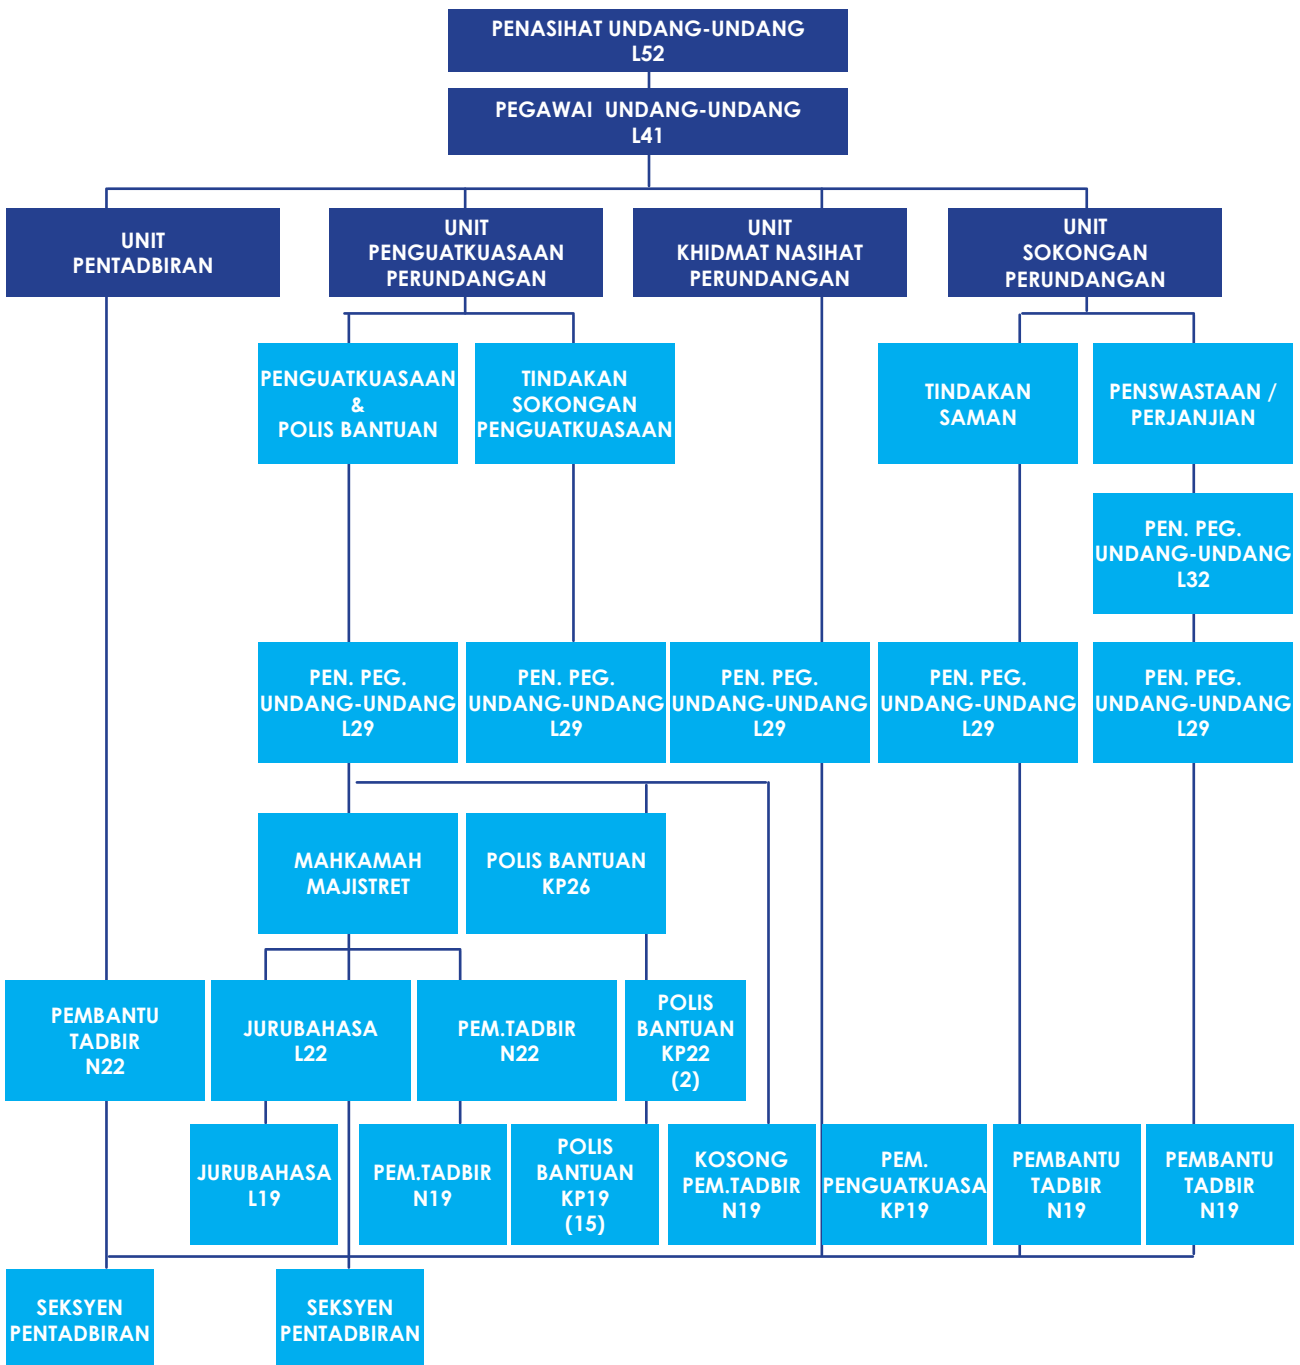 PENASIHAT UNDANG-UNDANG
L52
PEGAWAI UNDANG-UNDANG
L41
UNIT
PENTADBIRAN
UNIT
PENGUATKUASAAN
PERUNDANGAN
UNIT
KHIDMAT NASIHAT
PERUNDANGAN
UNIT
SOKONGAN
PERUNDANGAN
PENGUATKUASAAN
&
POLIS BANTUAN
TINDAKAN
SOKONGAN
PENGUATKUASAAN
TINDAKAN
SAMAN
PENSWASTAAN /
PERJANJIAN
PEN. PEG.
UNDANG-UNDANG
L32
PEN. PEG.
UNDANG-UNDANG
L29
PEN. PEG.
UNDANG-UNDANG
L29
PEN. PEG.
UNDANG-UNDANG
L29
PEN. PEG.
UNDANG-UNDANG
L29
PEN. PEG.
UNDANG-UNDANG
L29
MAHKAMAH
MAJISTRET
POLIS BANTUAN
KP26
PEMBANTU
TADBIR
N22
JURUBAHASA
L22
PEM.TADBIR
N22
POLIS
BANTUAN
KP22
(2)
JURUBAHASA
L19
PEM.TADBIR
N19
POLIS
BANTUAN
KP19
(15)
KOSONG
PEM.TADBIR
N19
PEM.
PENGUATKUASA
KP19
PEMBANTU
TADBIR
N19
PEMBANTU
TADBIR
N19
SEKSYEN
PENTADBIRAN
SEKSYEN
PENTADBIRAN